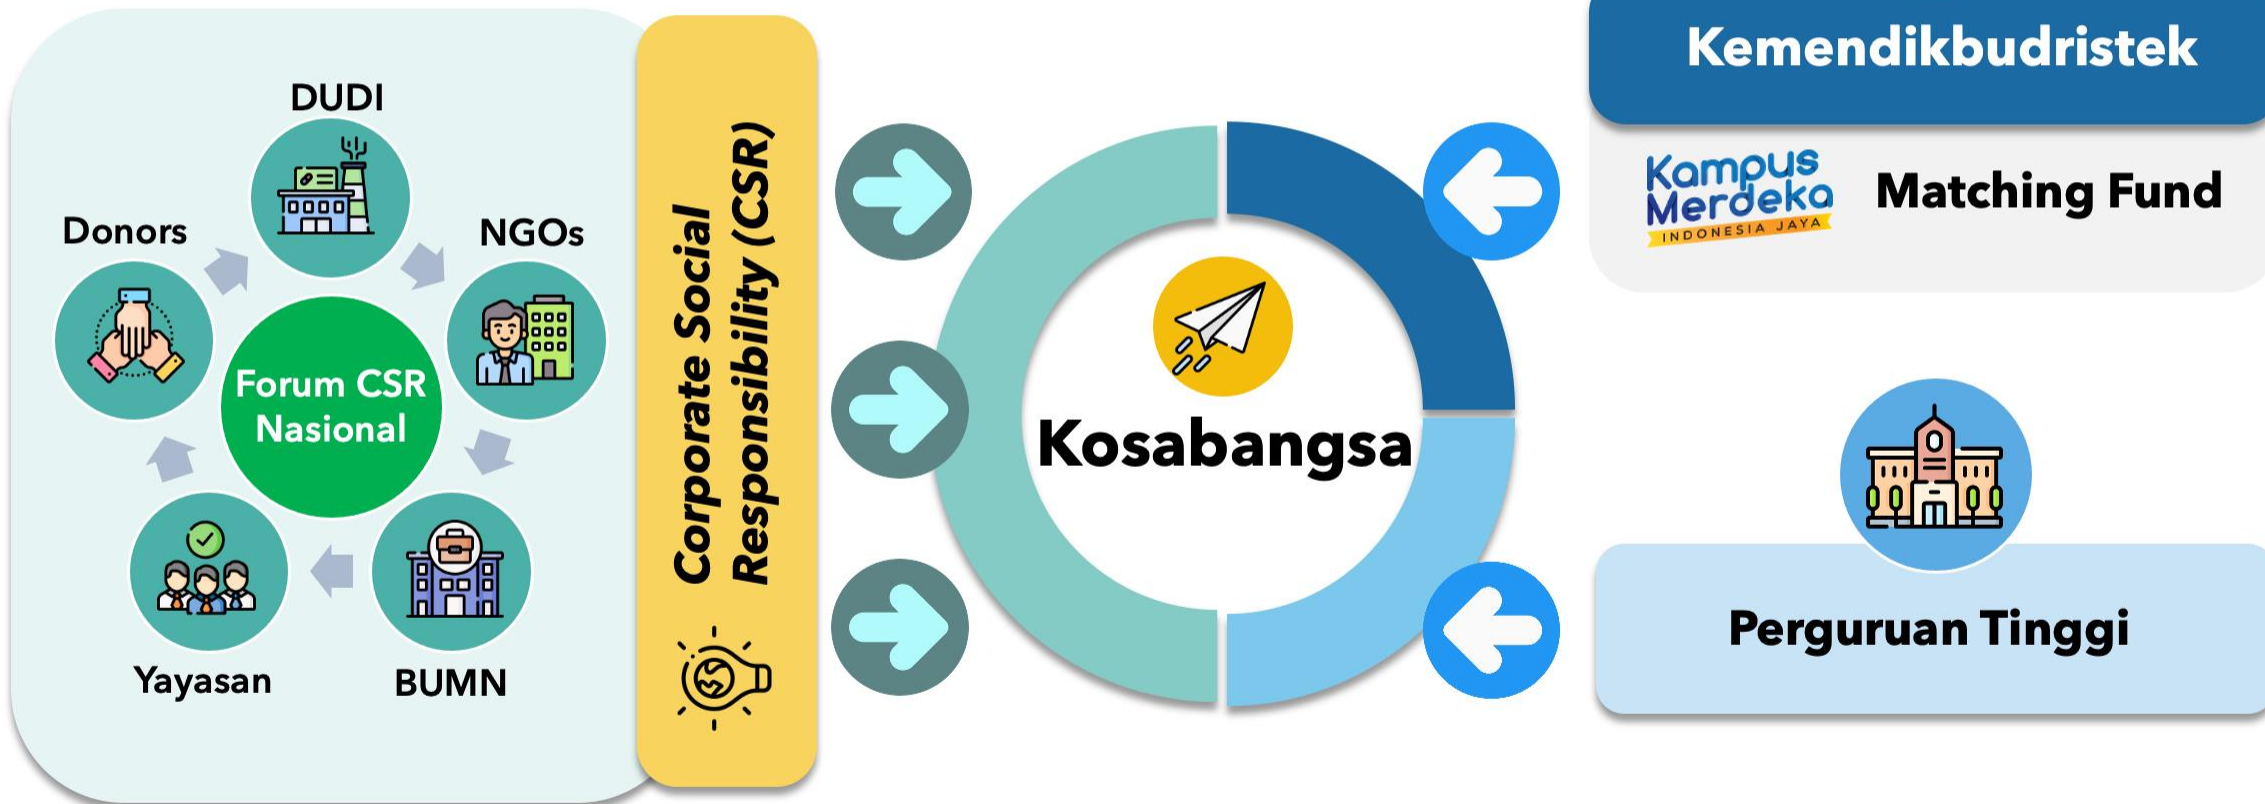 DUDI
Donors
NGOs
Forum CSR
Nasional
Yayasan
BUMN
Corporate Social
Responsibility (CSR)
Kosabangsa
Kemendikbudristek
Kampus
Merdeka
INDONESIA JAYA
Matching Fund
Perguruan Tinggi